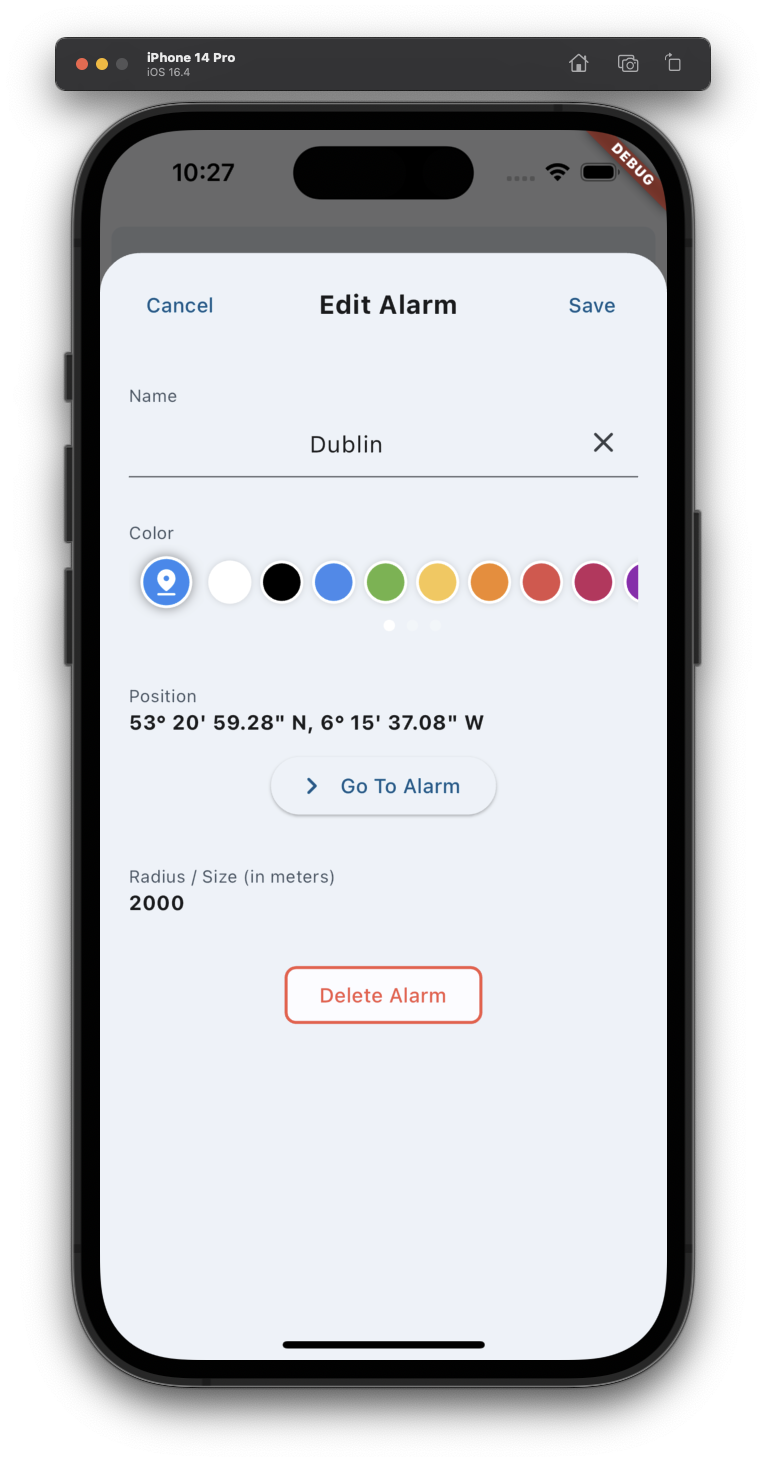 iPhone 14 Pro
iOS 16.4
10:27
DEBUG
Cancel Edit Alarm Save
Name
Dublin
Color
Position
53° 20' 59.28" N, 6° 15' 37.08" W
Go To Alarm
Radius / Size (in meters)
2000
Delete Alarm